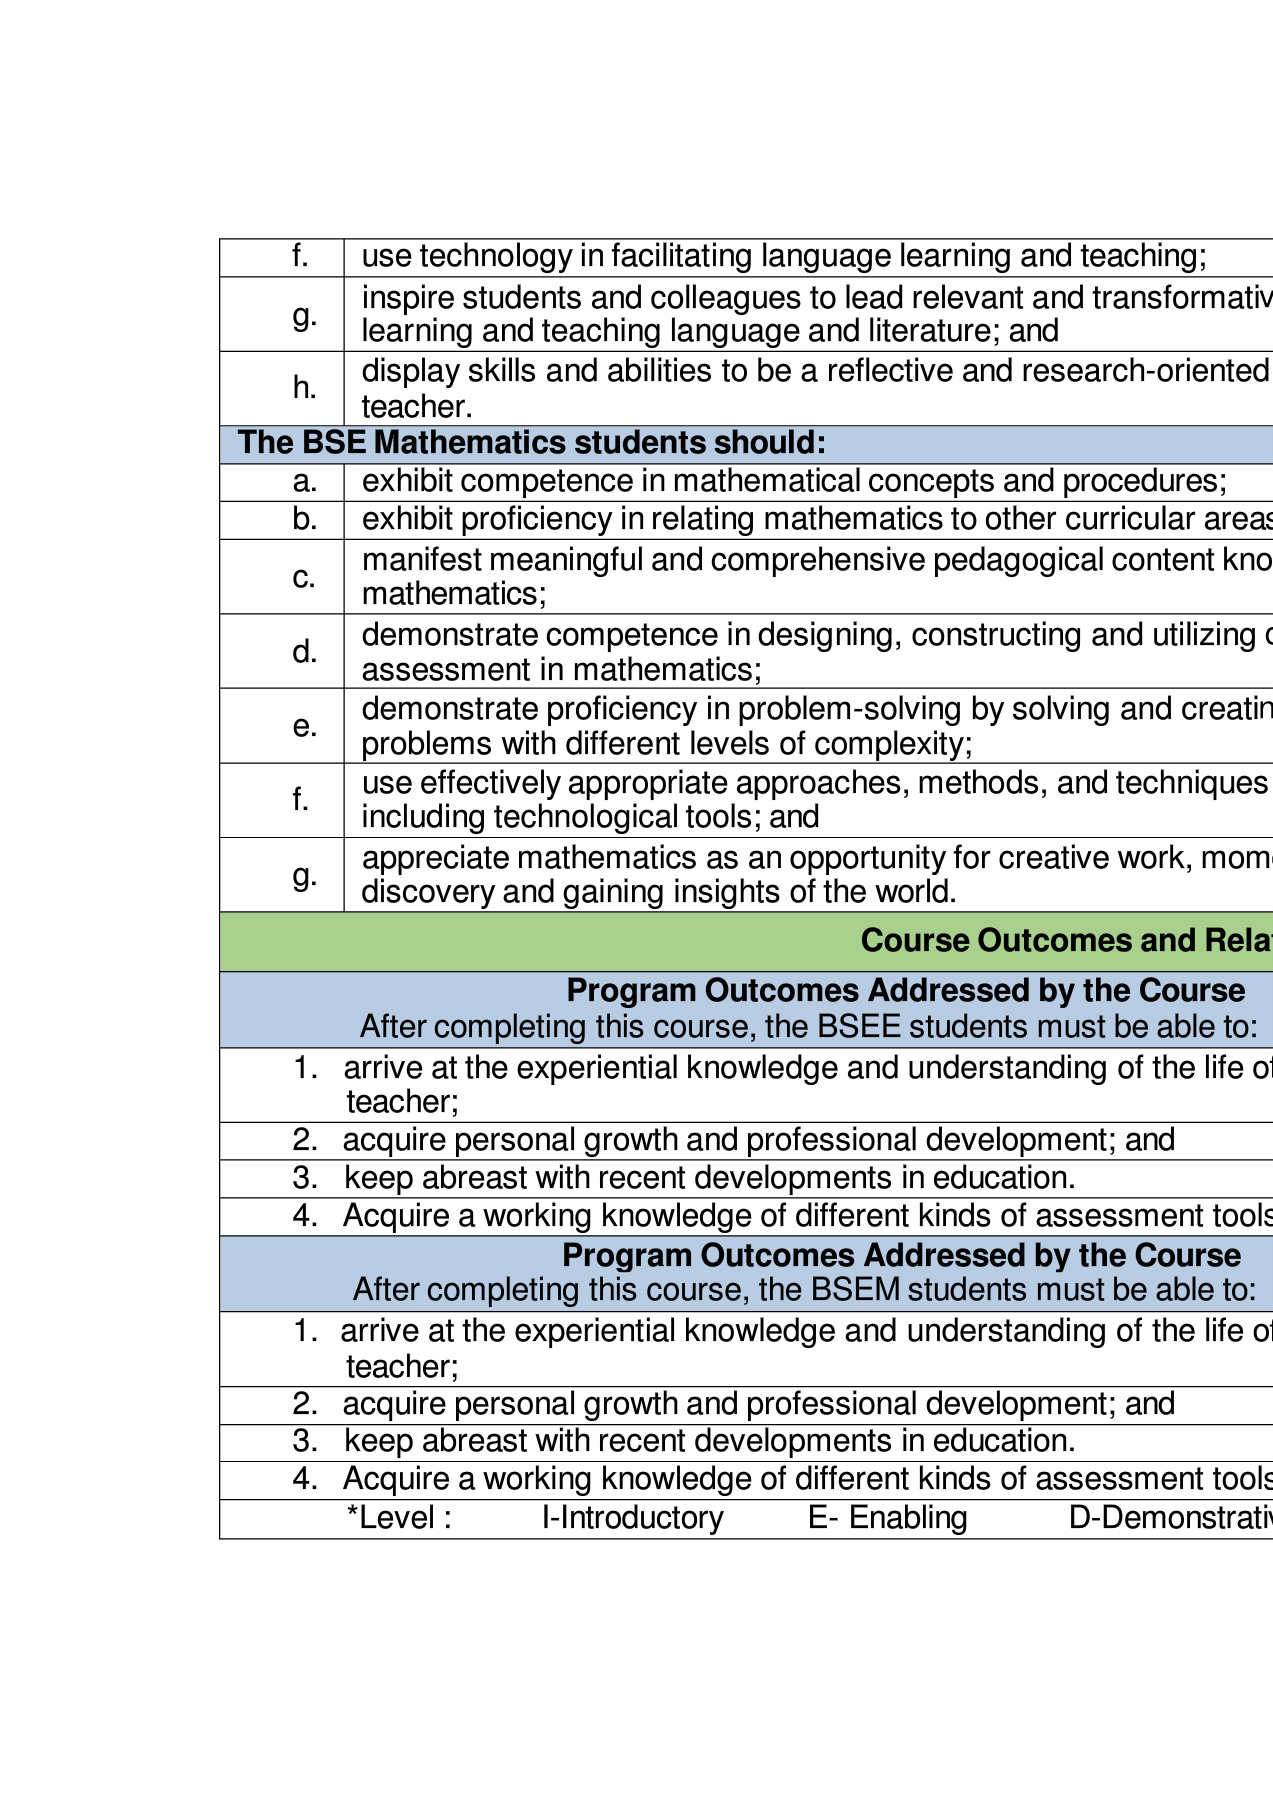 f. use technology in facilitating language learning and teaching;
g. inspire students and colleagues to lead relevant and transformativ
learning and teaching language and literature; and
h. display skills and abilities to be a reflective and research-oriented
teacher.
The BSE Mathematics students should:
a. exhibit competence in mathematical concepts and procedures;
b. exhibit proficiency in relating mathematics to other curricular areas
c. manifest meaningful and comprehensive pedagogical content kno
mathematics;
d. demonstrate competence in designing, constructing and utilizing
assessment in mathematics;
e. demonstrate proficiency in problem-solving by solving and creatin
problems with different levels of complexity;
f. use effectively appropriate approaches, methods, and techniques
including technological tools; and
g. appreciate mathematics as an opportunity for creative work, mom
discovery and gaining insights of the world.
Course Outcomes and Rela
Program Outcomes Addressed by the Course
After completing this course, the BSEE students must be able to:
1. arrive at the experiential knowledge and understanding of the life of
teacher;
2. acquire personal growth and professional development; and
3. keep abreast with recent developments in education.
4. Acquire a working knowledge of different kinds of assessment tools
Program Outcomes Addressed by the Course
After completing this course, the BSEM students must be able to:
1. arrive at the experiential knowledge and understanding of the life of
teacher;
2. acquire personal growth and professional development; and
3. keep abreast with recent developments in education.
4. Acquire a working knowledge of different kinds of assessment tools
*Level : I-Introductory E- Enabling D-Demonstrativ